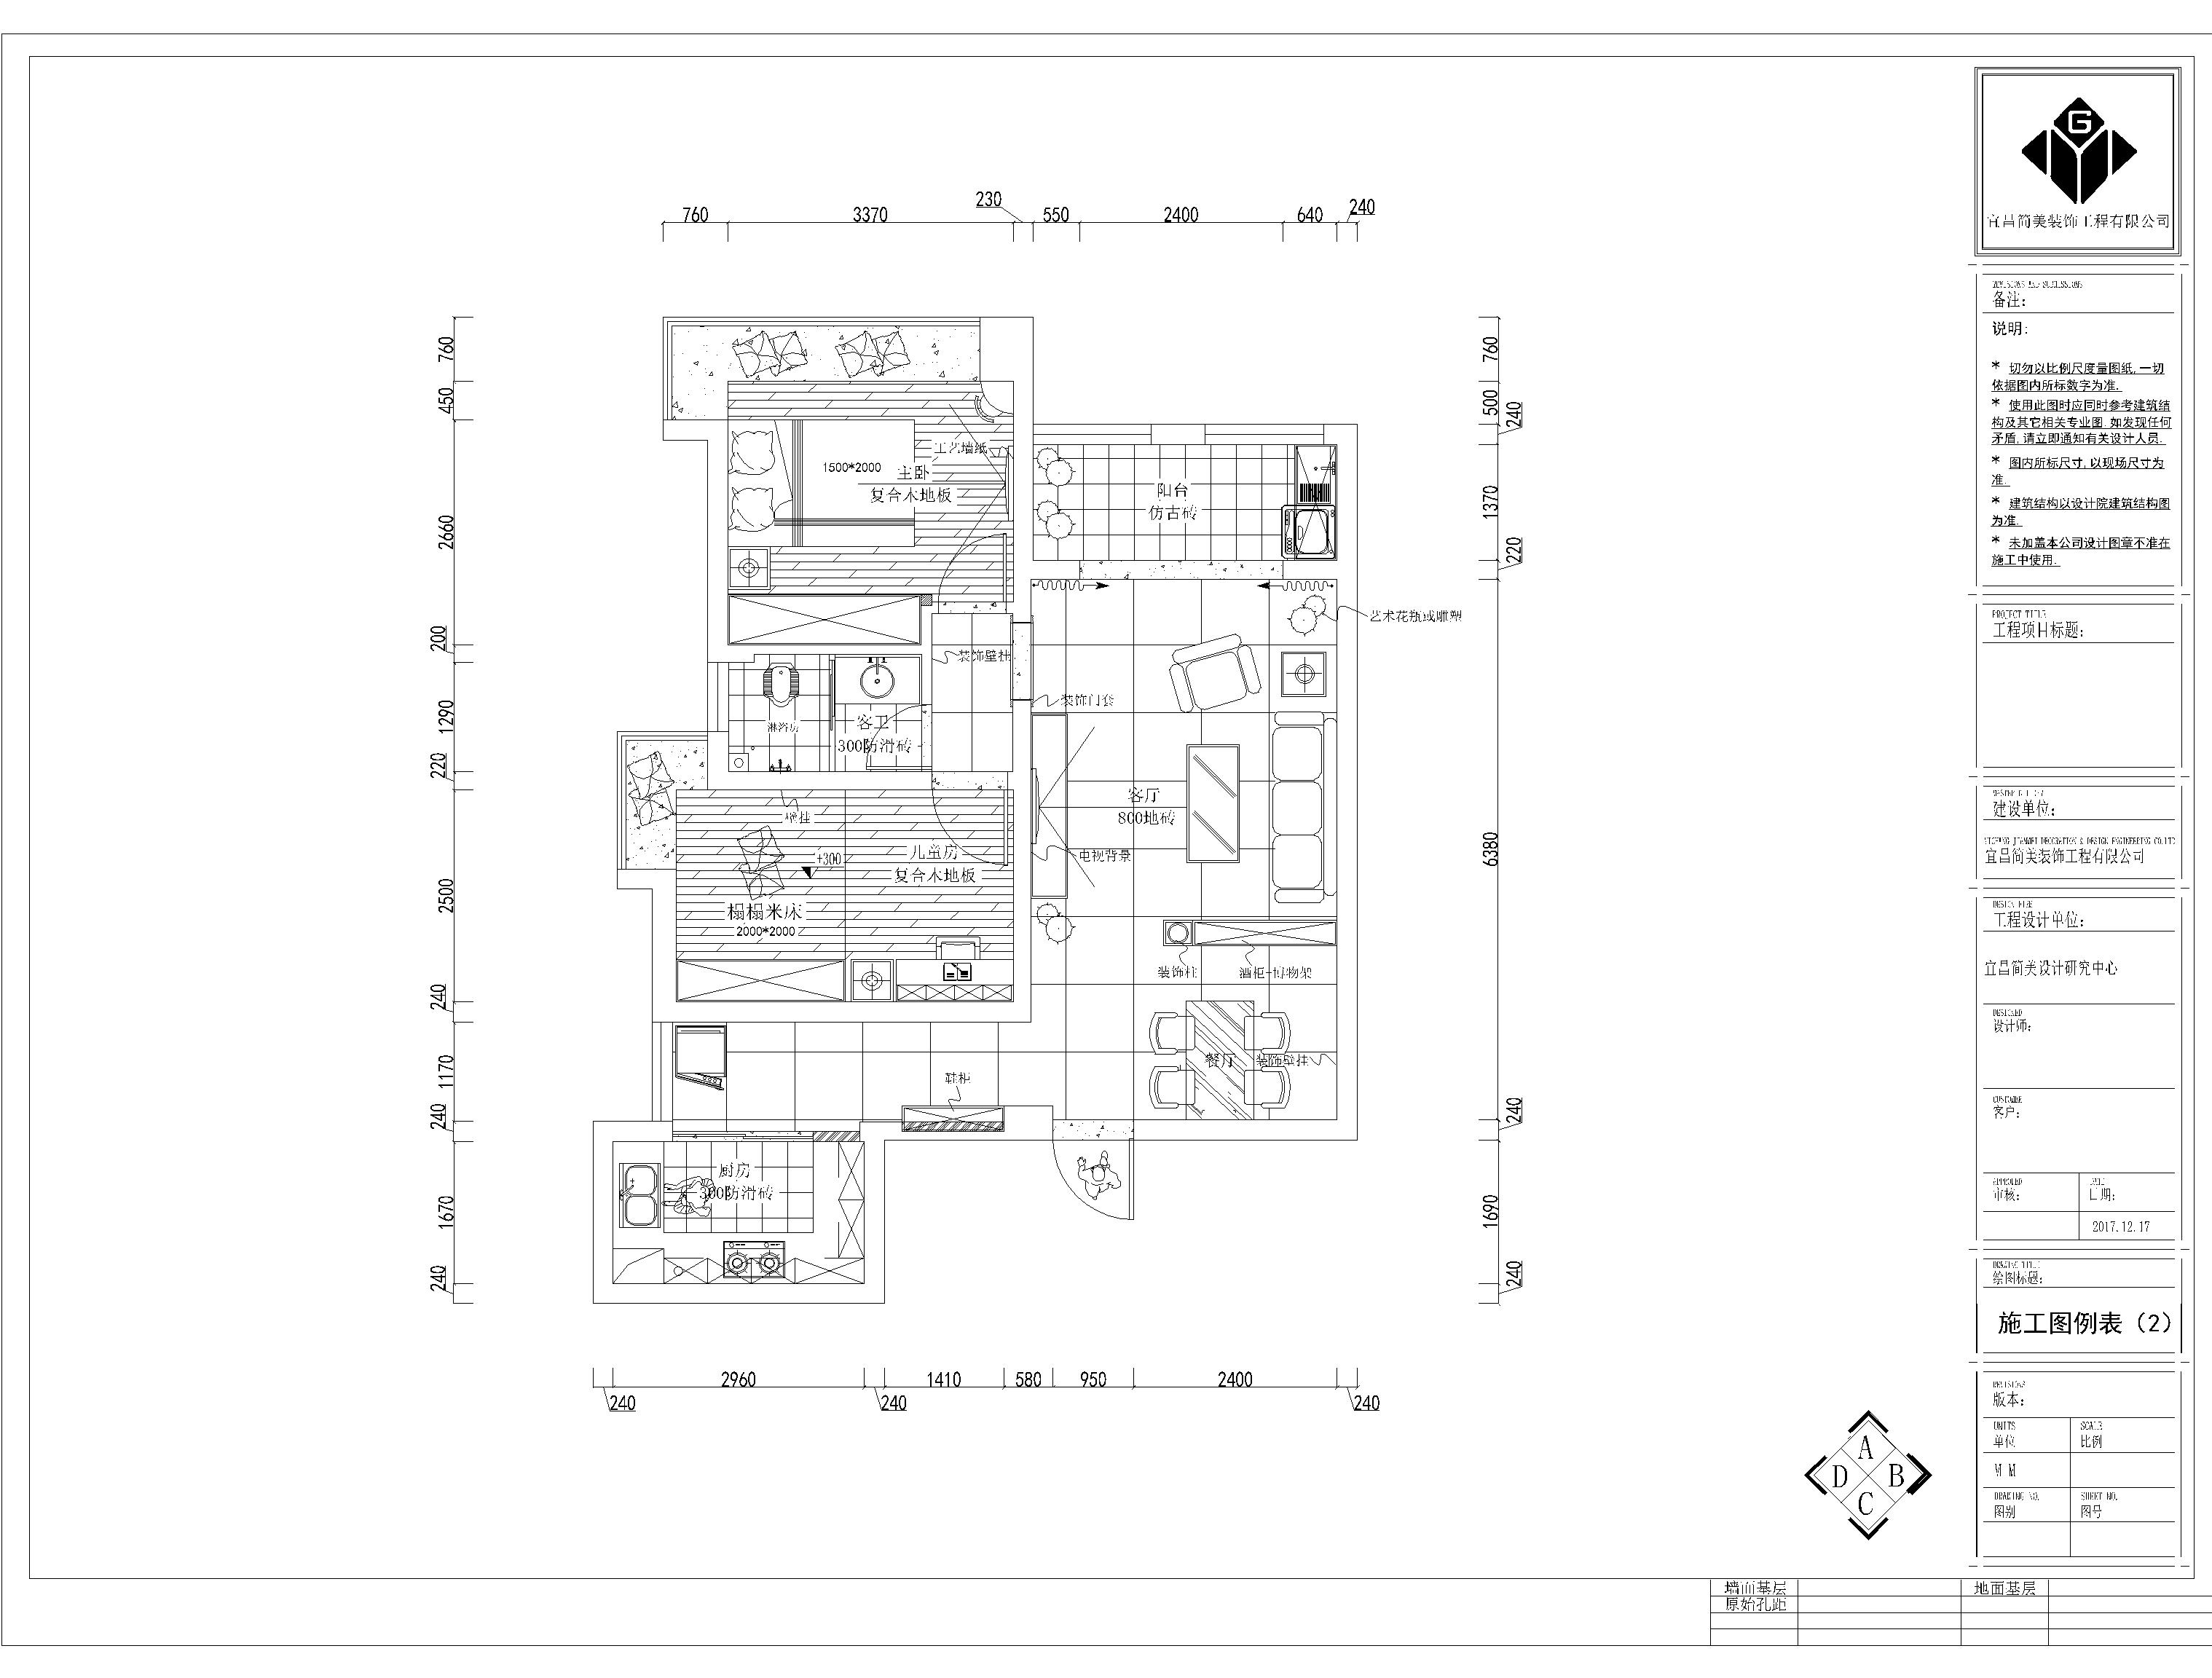 G
宜昌简美装饰工程有限公司
230
760
3370
550
2400
640
240
760
450
2660
200
1290
220
2500
240
1170
240
1670
240
760
500
240
1370
220
6380
240
1690
240
工艺墙纸
1500*2000
主卧
复合木地板
阳台
仿古砖
艺术花瓶或雕塑
装饰壁挂
装饰门套
淋浴房
客卫
300防滑砖
客厅
800地砖
壁挂
+300
儿童房
复合木地板
电视背景
榻榻米床
2000*2000
装饰柱
酒柜+博物架
餐厅
装饰壁挂
鞋柜
厨房
300防滑砖
2960
1410
580
950
2400
240
240
240
A
D
B
C
备注:
说明:
* 切勿以比例尺度量图纸,一切
依据图内所标数字为准.
* 使用此图时应同时参考建筑结
构及其它相关专业图.如发现任何
矛盾,请立即通知有关设计人员.
* 图内所标尺寸,以现场尺寸为
准.
* 建筑结构以设计院建筑结构图
为准.
* 未加盖本公司设计图章不准在
施工中使用.
PROJECT TITLE
工程项目标题:
建设单位:
宜昌简美装饰工程有限公司
工程设计单位:
宜昌简美设计研究中心
DESIGNED
设计师:
客户:
APPROVED
审核:
DATE
日期:
2017.12.17
DRAWING TITLE
绘图标题:
施工图例表(2)
REVISIONS
版本:
UNITS
单位
SCALE
比例
M M
DRAWING NO.
图别
SHEET NO.
图号
墙面基层
地面基层
原始孔距